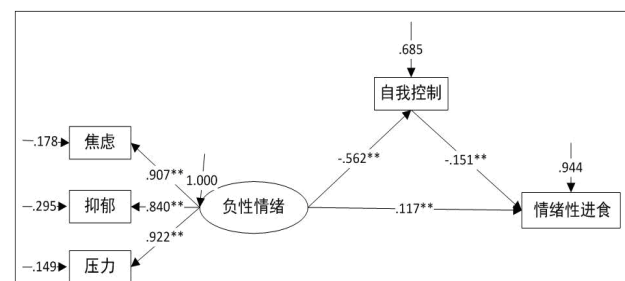 .685
自我控制
.178
焦虑
-.562**
-.151**
.944
.907**
1.000
.295
抑郁
.840**
负性情绪
.117**
情绪性进食
.922**
.149
压力